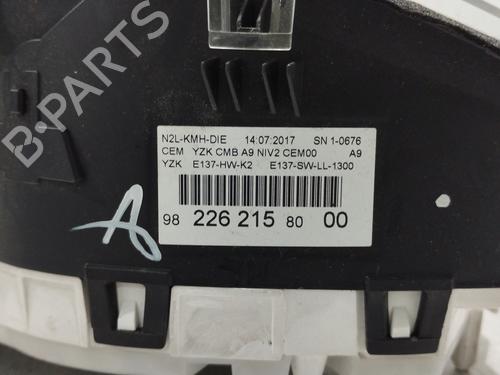 N2L-KMH-DIE 14.07.2017 SN 1-0676
CEM YZK CMB A9 NIV2 CEM00 A9
YZK E137-HW-K2 E137-SW-LL-1300
98 226 215 80 00
B-PARTS